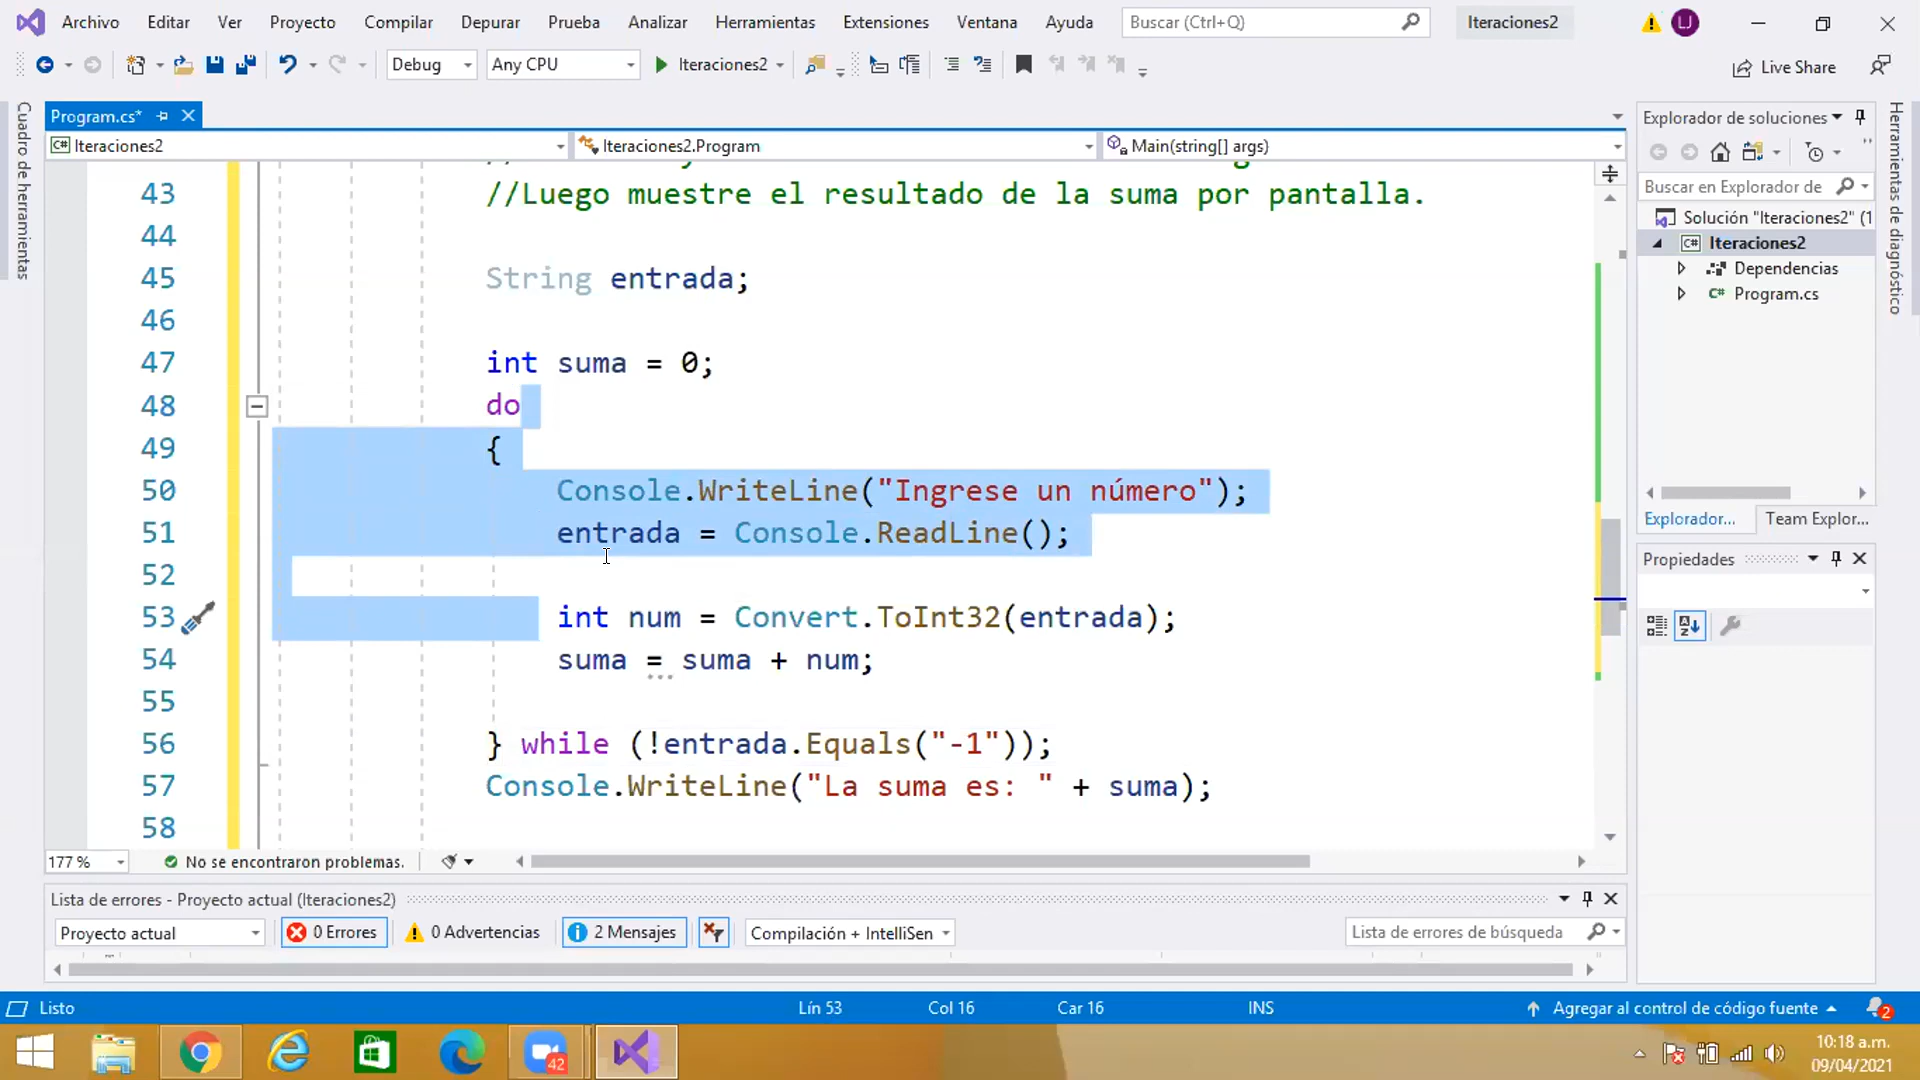 Archivo Editar Ver Proyecto Compilar Depurar Prueba Analizar Herramientas Extensiones Ventana Ayuda Buscar (Ctrl+Q) Iteraciones2 LJ
Debug Any CPU Iteraciones2 Live Share
Cuadro de herramientas
Program.cs*
Iteraciones2 Iteraciones2.Program Main(string[] args)
43 //Luego muestre el resultado de la suma por pantalla.
44
45 String entrada;
46
47 int suma = 0;
48 do
49 {
50 Console.WriteLine("Ingrese un número");
51 entrada = Console.ReadLine();
52
53 int num = Convert.ToInt32(entrada);
54 suma = suma + num;
55
56 } while (!entrada.Equals("-1"));
57 Console.WriteLine("La suma es: " + suma);
58
177 % No se encontraron problemas.
Lista de errores - Proyecto actual (Iteraciones2)
Proyecto actual 0 Errores 0 Advertencias 2 Mensajes Compilación + IntelliSen Lista de errores de búsqueda
Explorador de soluciones
Buscar en Explorador de
Solución "Iteraciones2" (1
Iteraciones2
Dependencias
Program.cs
Explorador... Team Explor...
Propiedades
Herramientas de diagnóstico
Listo Lín 53 Col 16 Car 16 INS Agregar al control de código fuente 2
42
10:18 a.m.
09/04/2021